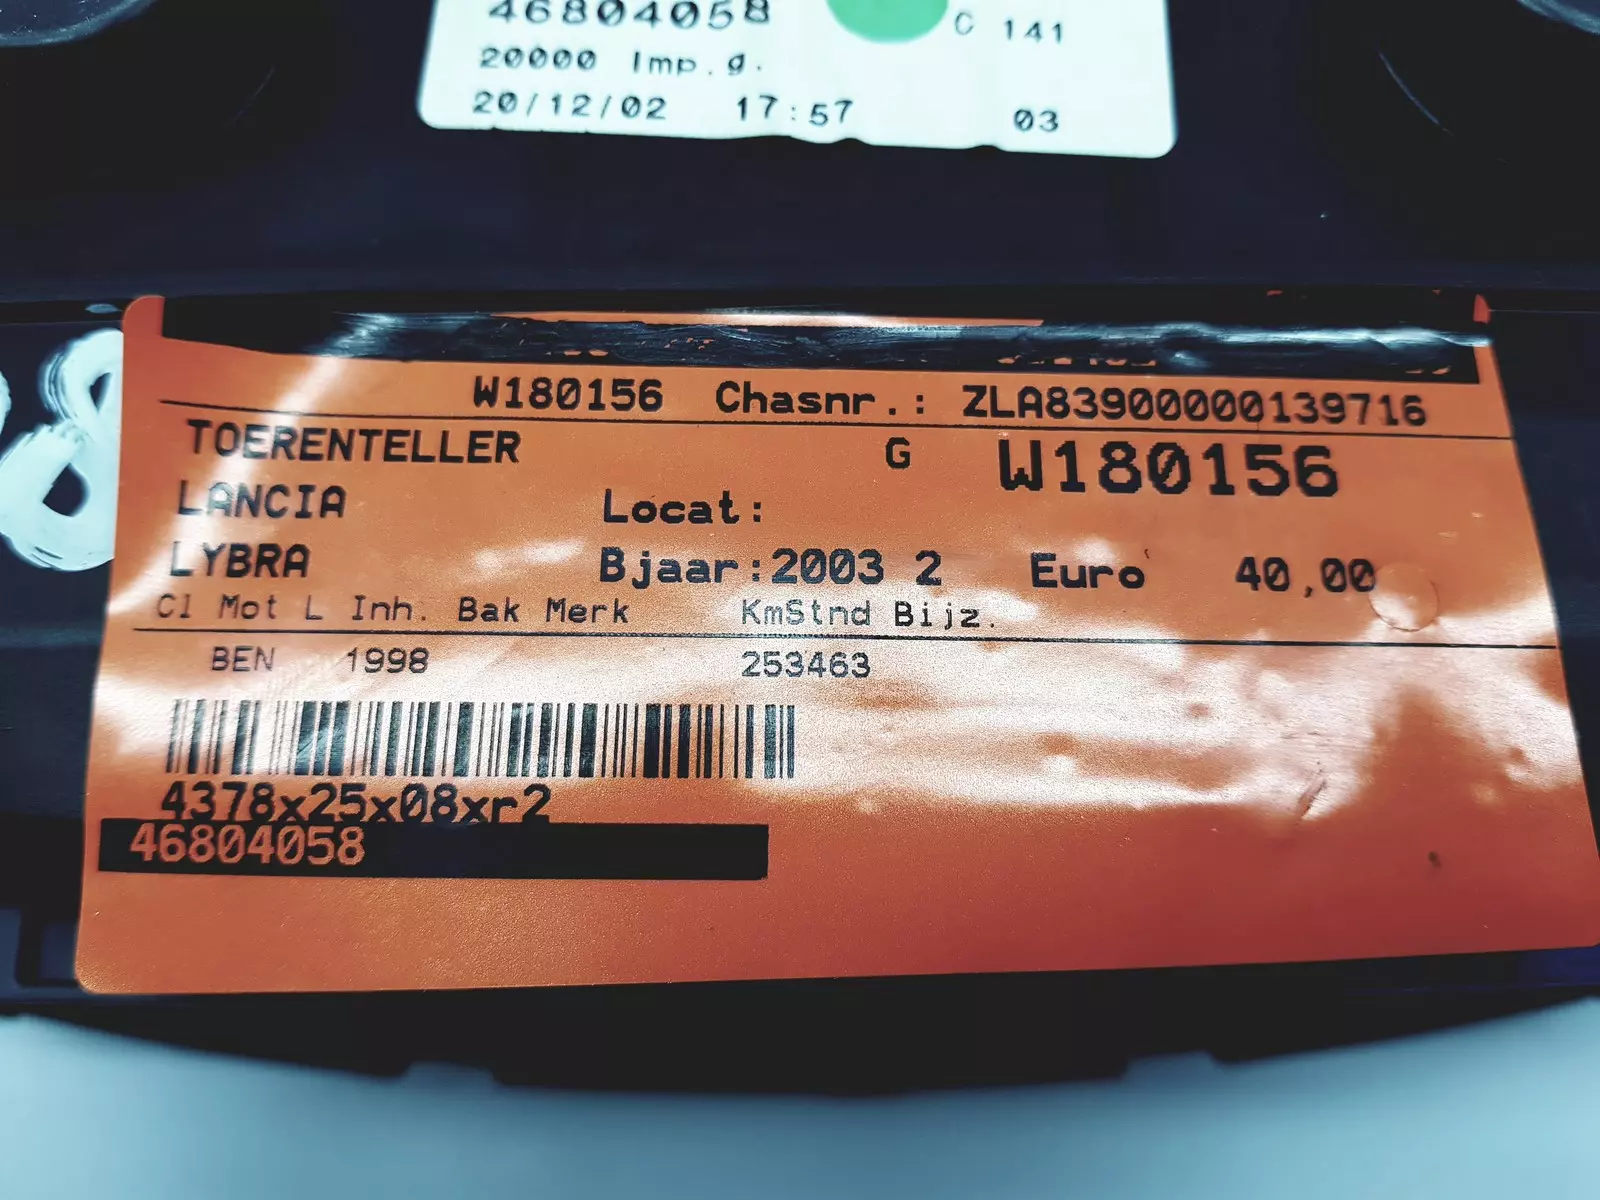 46804058
C 141
20000 Imp.g.
20/12/02 17:57 03
W180156 Chasnr.: ZLA83900000139716
TOERENTELLER G W180156
LANCIA Locat:
LYBRA Bjaar:2003 2 Euro 40,00
Cl Mot L Inh. Bak Merk KmStnd Bijz.
BEN 1998 253463
4378x25x08xr2
46804058